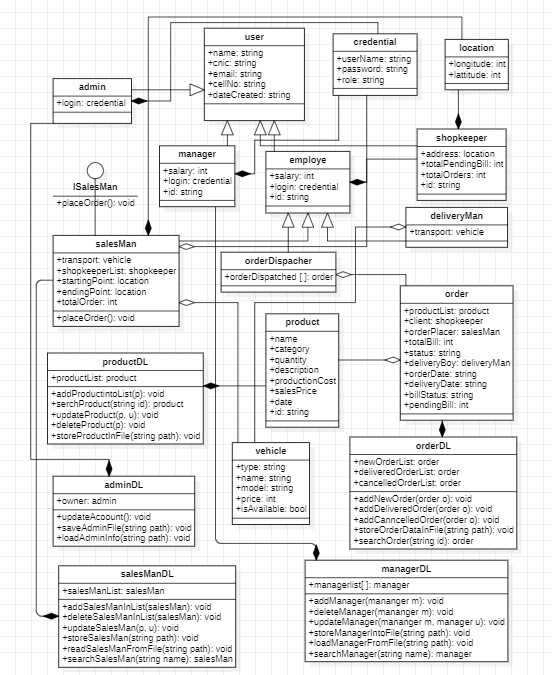 user
+name: string
+cnic: string
+email: string
+cellNo: string
+dateCreated: string
credential
+userName: string
+password: string
+role: string
location
+longitude: int
+lattitude: int
admin
+login: credential
shopkeeper
+address: location
+totalPendingBill: int
+totalOrders: int
+id: string
manager
+salary: int
+login: credential
+id: string
employe
+salary: int
+login: credential
+id: string
ISalesMan
+placeOrder(): void
deliveryMan
+transport: vehicle
salesMan
+transport: vehicle
+shopkeeperList: shopkeeper
+startingPoint: location
+endingPoint: location
+totalOrder: int
+placeOrder(): void
orderDispacher
+orderDispatched [ ]: order
order
+productList: product
+client: shopkeeper
+orderPlacer: salesMan
+totalBill: int
+status: string
+deliveryBoy: deliveryMan
+orderDate: string
+deliveryDate: string
+billStatus: string
+pendingBill: int
product
+name
+category
+quantity
+description
+productionCost
+salesPrice
+date
+id: string
productDL
+productList: product
+addProductintoList(p): void
+serchProduct(string id): product
+updateProduct(p, u): void
+deleteProduct(p): void
+storeProductInFile(string path): void
vehicle
+type: string
+name: string
+model: string
+price: int
+isAvailable: bool
orderDL
+newOrderList: order
+deliveredOrderList: order
+cancelledOrderList: order
+addNewOrder(order o): void
+addDeliveredOrder(order o): void
+addCanncelledOrder(order o): void
+storeOrderDataInFile(string path): void
+searchOrder(string id): order
adminDL
+owner: admin
+updateAcoount(): void
+saveAdminFile(string path): void
+loadAdminInfo(string path): void
salesManDL
+salesManList: salesMan
+addSalesManInList(salesMan): void
+deleteSalesManInList(salesMan): void
+updateSalesMan(p, u): void
+storeSalesMan(string path): void
+readSalesManFromFile(string path): void
+searchSalesMan(string name): salesMan
managerDL
+managerlist[ ]: manager
+addManager(mananger m): void
+deleteManager(mananger m): void
+updateManager(mananger m, manager u): void
+storeManagerIntoFile(string path): void
+loadManagerFromFile(string path): void
+searchManager(string name): manager